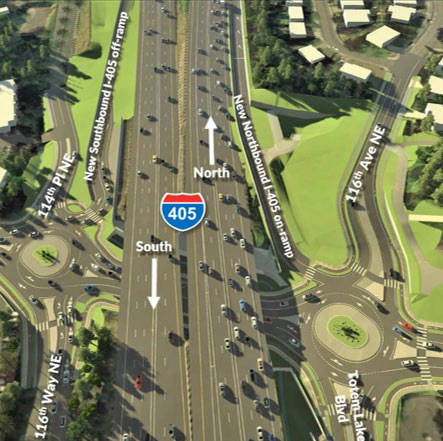 114th Pl NE
New Southbound I-405 off-ramp
New Northbound I-405 on-ramp
116th Ave NE
North
405
South
116th Way NE
Totem Lake
Blvd